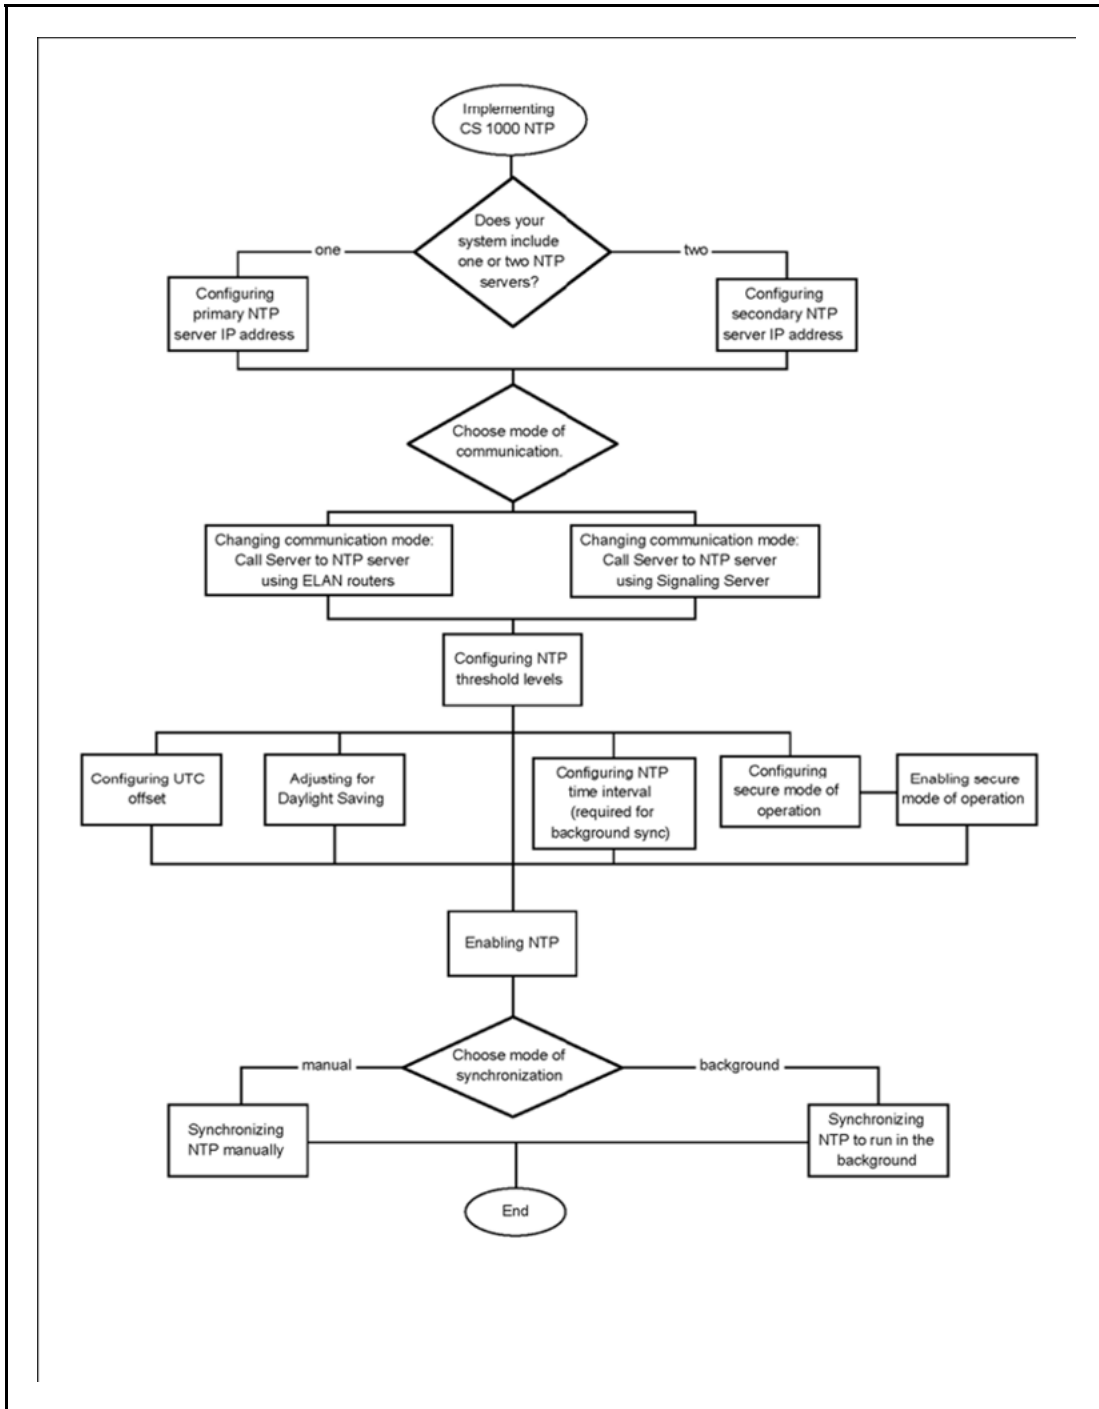 Implementing
CS 1000 NTP
Does your
system include
one or two NTP
servers?
one
two
Configuring
primary NTP
server IP address
Configuring
secondary NTP
server IP address
Choose mode of
communication.
Changing communication mode:
Call Server to NTP server
using ELAN routers
Changing communication mode:
Call Server to NTP server
using Signaling Server
Configuring NTP
threshold levels
Configuring UTC
offset
Adjusting for
Daylight Saving
Configuring NTP
time interval
(required for
background sync)
Configuring
secure mode of
operation
Enabling secure
mode of operation
Enabling NTP
Choose mode of
synchronization
manual
background
Synchronizing
NTP manually
Synchronizing
NTP to run in the
background
End